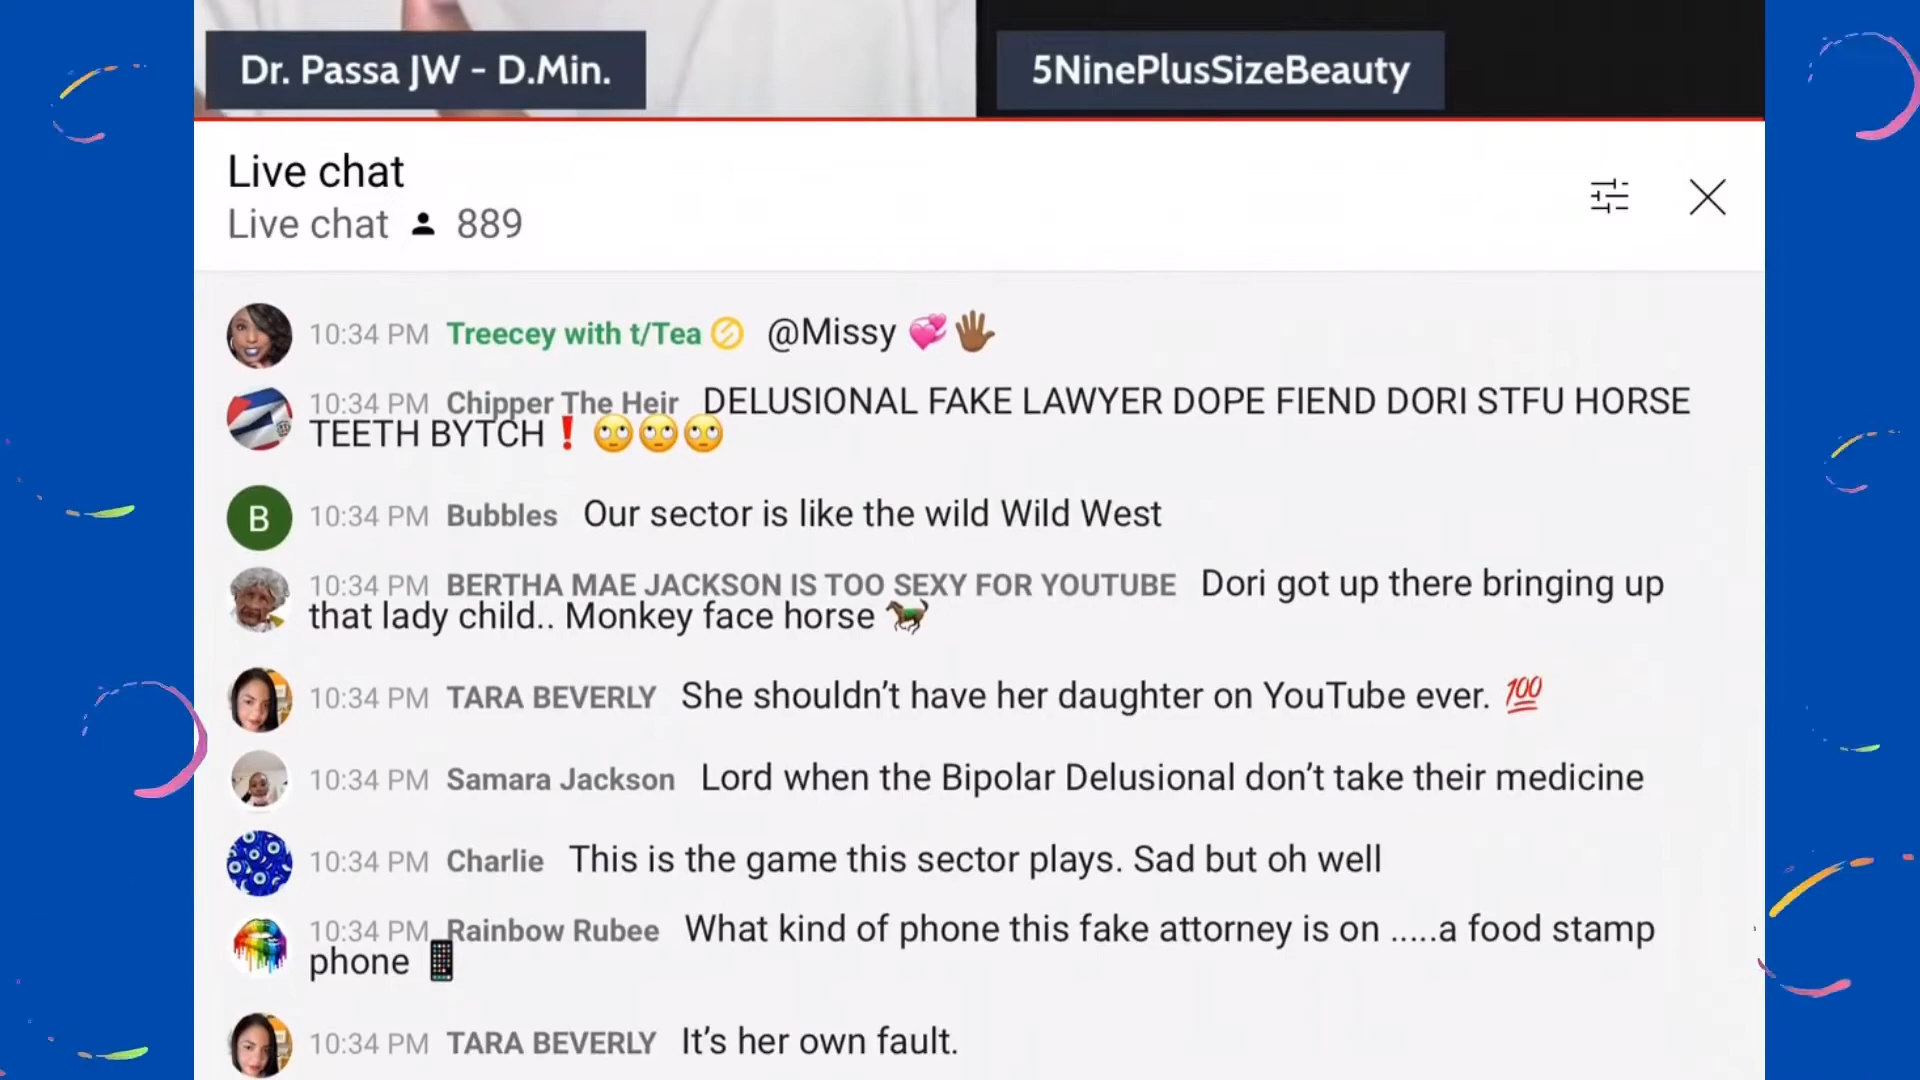 Dr. Passa JW - D.Min.
5NinePlusSizeBeauty
Live chat
Live chat 889
10:34 PM Treecey with t/Tea @Missy 💞🖐🏾
10:34 PM Chipper The Heir DELUSIONAL FAKE LAWYER DOPE FIEND DORI STFU HORSE
TEETH BYTCH❗🙄🙄🙄
B
10:34 PM Bubbles Our sector is like the wild Wild West
10:34 PM BERTHA MAE JACKSON IS TOO SEXY FOR YOUTUBE Dori got up there bringing up
that lady child.. Monkey face horse 🐎
10:34 PM TARA BEVERLY She shouldn't have her daughter on YouTube ever. 💯
10:34 PM Samara Jackson Lord when the Bipolar Delusional don't take their medicine
10:34 PM Charlie This is the game this sector plays. Sad but oh well
10:34 PM Rainbow Rubee What kind of phone this fake attorney is on .....a food stamp
phone 📱
10:34 PM TARA BEVERLY It's her own fault.